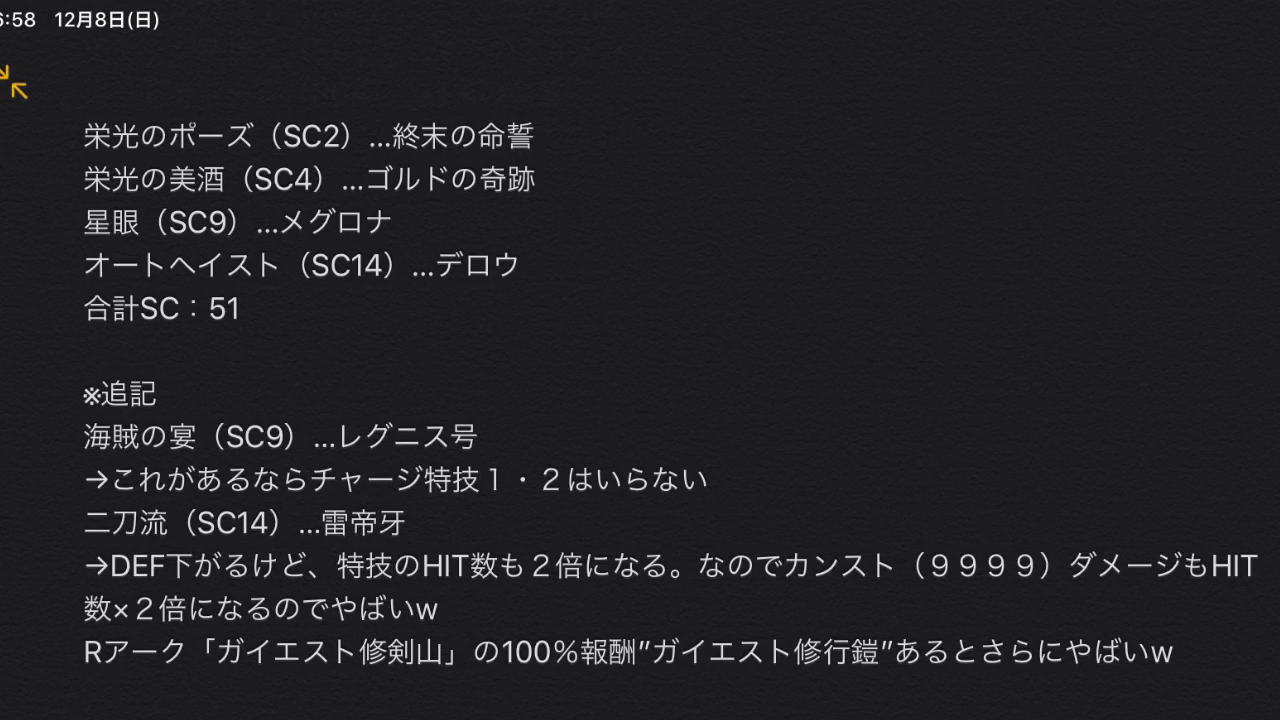 6:58 12月8日(日)
栄光のポーズ（SC2）…終末の命誓
栄光の美酒（SC4）…ゴルドの奇跡
星眼（SC9）…メグロナ
オートヘイスト（SC14）…デロウ
合計SC：51
※追記
海賊の宴（SC9）…レグニス号
→これがあるならチャージ特技１・２はいらない
二刀流（SC14）…雷帝牙
→DEF下がるけど、特技のHIT数も２倍になる。なのでカンスト（９９９９）ダメージもHIT
数×２倍になるのでやばいw
Rアーク「ガイエスト修剣山」の100%報酬”ガイエスト修行鎧”あるとさらにやばいw